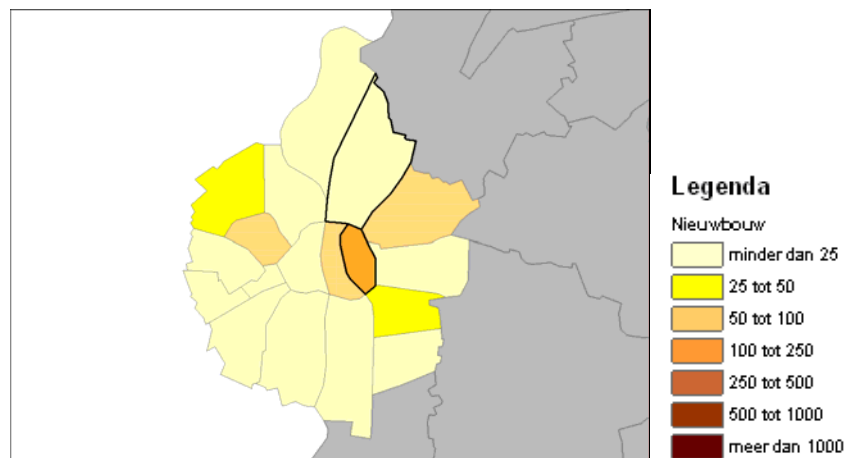 Legenda
Nieuwbouw
minder dan 25
25 tot 50
50 tot 100
100 tot 250
250 tot 500
500 tot 1000
meer dan 1000